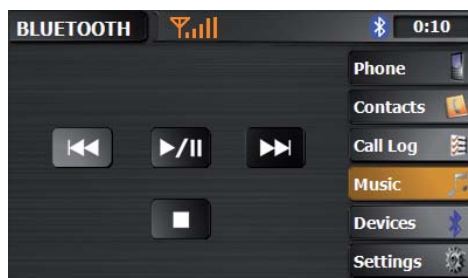 BLUETOOTH 0:10
Phone
Contacts
Call Log
Music
Devices
Settings